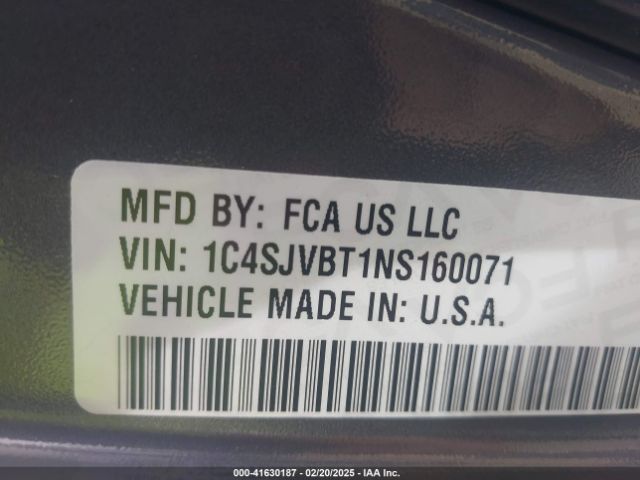 MFD BY: FCA US LLC
VIN: 1C4SJVBT1NS160071
VEHICLE MADE IN: U.S.A.
000-41630187 - 02/20/2025 - IAA Inc.